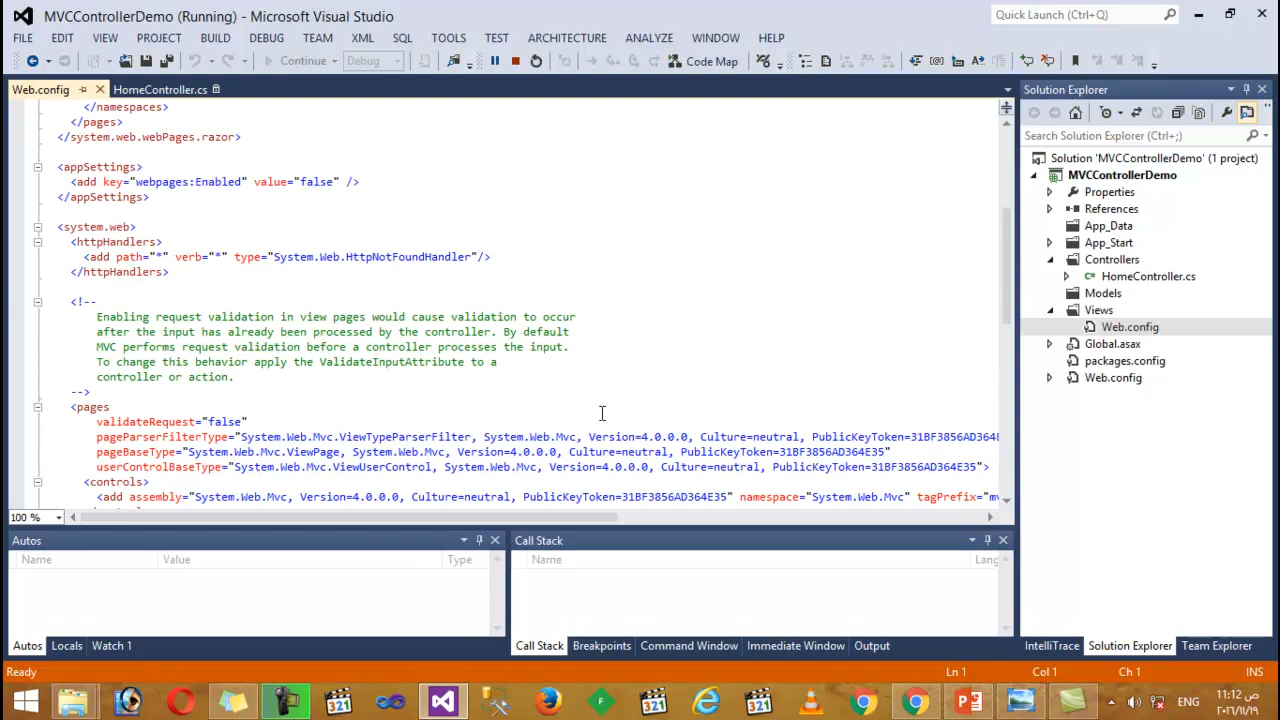 MVCControllerDemo (Running) - Microsoft Visual Studio
Quick Launch (Ctrl+Q)
FILE EDIT VIEW PROJECT BUILD DEBUG TEAM XML SQL TOOLS TEST ARCHITECTURE ANALYZE WINDOW HELP
Continue Debug Code Map
Web.config HomeController.cs
</namespaces>
</pages>
</system.web.webPages.razor>
<appSettings>
<add key="webpages:Enabled" value="false" />
</appSettings>
<system.web>
<httpHandlers>
<add path="*" verb="*" type="System.Web.HttpNotFoundHandler"/>
</httpHandlers>
<!--
Enabling request validation in view pages would cause validation to occur
after the input has already been processed by the controller. By default
MVC performs request validation before a controller processes the input.
To change this behavior apply the ValidateInputAttribute to a
controller or action.
-->
<pages
validateRequest="false"
pageParserFilterType="System.Web.Mvc.ViewTypeParserFilter, System.Web.Mvc, Version=4.0.0.0, Culture=neutral, PublicKeyToken=31BF3856AD364E
pageBaseType="System.Web.Mvc.ViewPage, System.Web.Mvc, Version=4.0.0.0, Culture=neutral, PublicKeyToken=31BF3856AD364E35"
userControlBaseType="System.Web.Mvc.ViewUserControl, System.Web.Mvc, Version=4.0.0.0, Culture=neutral, PublicKeyToken=31BF3856AD364E35">
<controls>
<add assembly="System.Web.Mvc, Version=4.0.0.0, Culture=neutral, PublicKeyToken=31BF3856AD364E35" namespace="System.Web.Mvc" tagPrefix="mv
100 %
Solution Explorer
Search Solution Explorer (Ctrl+;)
Solution 'MVCControllerDemo' (1 project)
MVCControllerDemo
Properties
References
App_Data
App_Start
Controllers
HomeController.cs
Models
Views
Web.config
Global.asax
packages.config
Web.config
Autos
Name Value Type
Call Stack
Name Lang
Autos Locals Watch 1
Call Stack Breakpoints Command Window Immediate Window Output
IntelliTrace Solution Explorer Team Explorer
Ready Ln 1 Col 1 Ch 1 INS
321
321
321
ENG
11:12 ص
٢٠١٦/١١/١٩